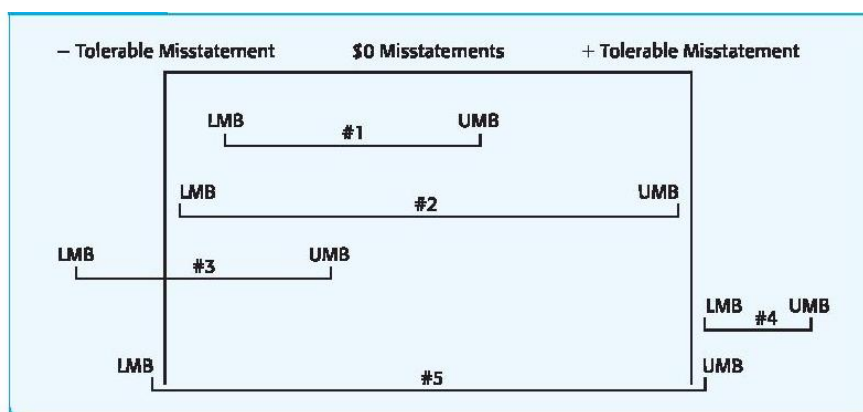 – Tolerable Misstatement $0 Misstatements + Tolerable Misstatement
LMB #1 UMB
LMB #2 UMB
LMB #3 UMB
LMB #4 UMB
LMB #5 UMB